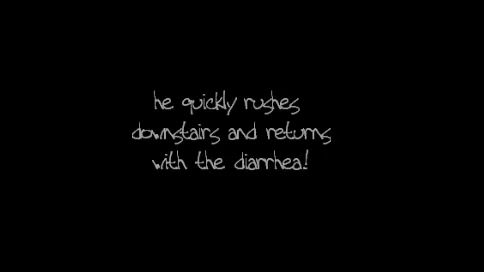 he quickly rushes
downstairs and returns
with the diarrhea!